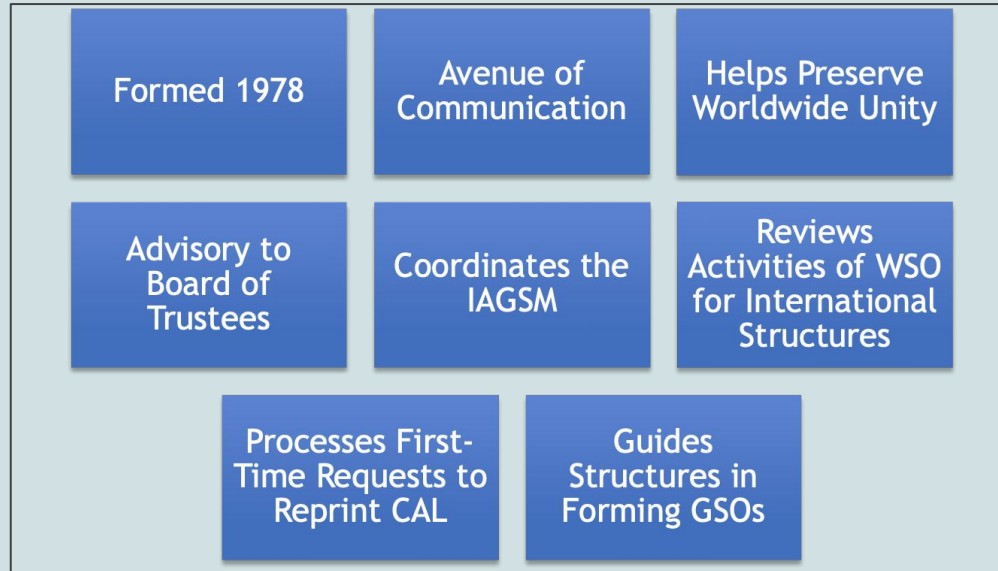 Formed 1978
Avenue of
Communication
Helps Preserve
Worldwide Unity
Advisory to
Board of
Trustees
Coordinates the
IAGSM
Reviews
Activities of WSO
for International
Structures
Processes First-
Time Requests to
Reprint CAL
Guides
Structures in
Forming GSOs